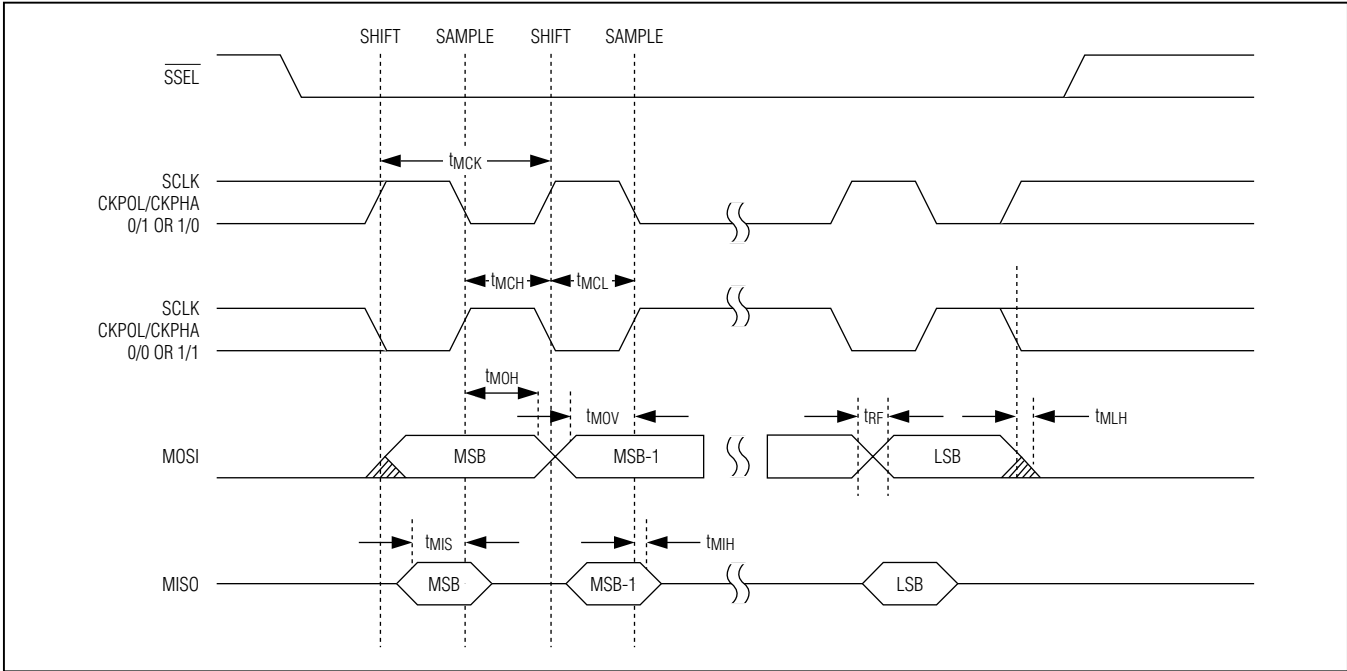 SHIFT SAMPLE SHIFT SAMPLE
SSEL
tMCK
SCLK
CKPOL/CKPHA
0/1 OR 1/0
tMCH tMCL
SCLK
CKPOL/CKPHA
0/0 OR 1/1
tMOH
tMOV tRF tMLH
MOSI MSB MSB-1 LSB
tMIS tMIH
MISO MSB MSB-1 LSB